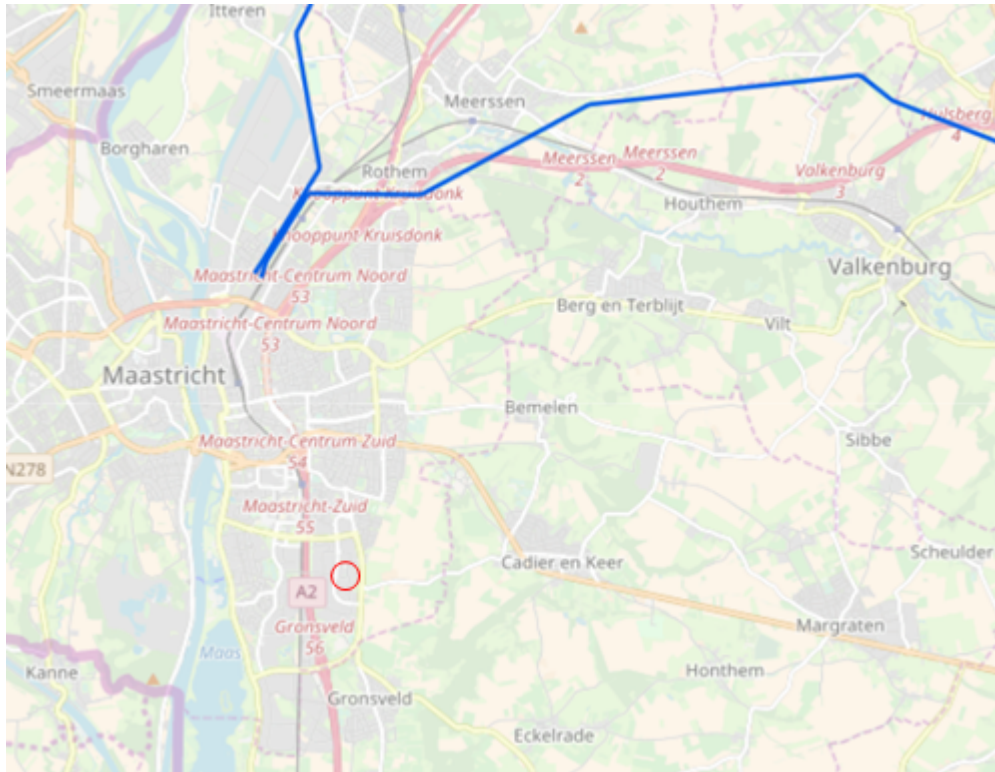 Itteren
Smeermaas
Meerssen
Hulsberg
4
Borgharen
Rothem
Meerssen
2
Meerssen
2
Valkenburg
3
Knooppunt Kruisdonk
Houthem
Knooppunt Kruisdonk
Maastricht-Centrum Noord
53
Valkenburg
Berg en Terblijt
Vilt
Maastricht-Centrum Noord
53
Maastricht
Bemelen
Maastricht-Centrum Zuid
54
Sibbe
N278
Maastricht-Zuid
55
Cadier en Keer
Scheulder
A2
Gronsveld
56
Margraten
Maas
Kanne
Honthem
Gronsveld
Eckelrade